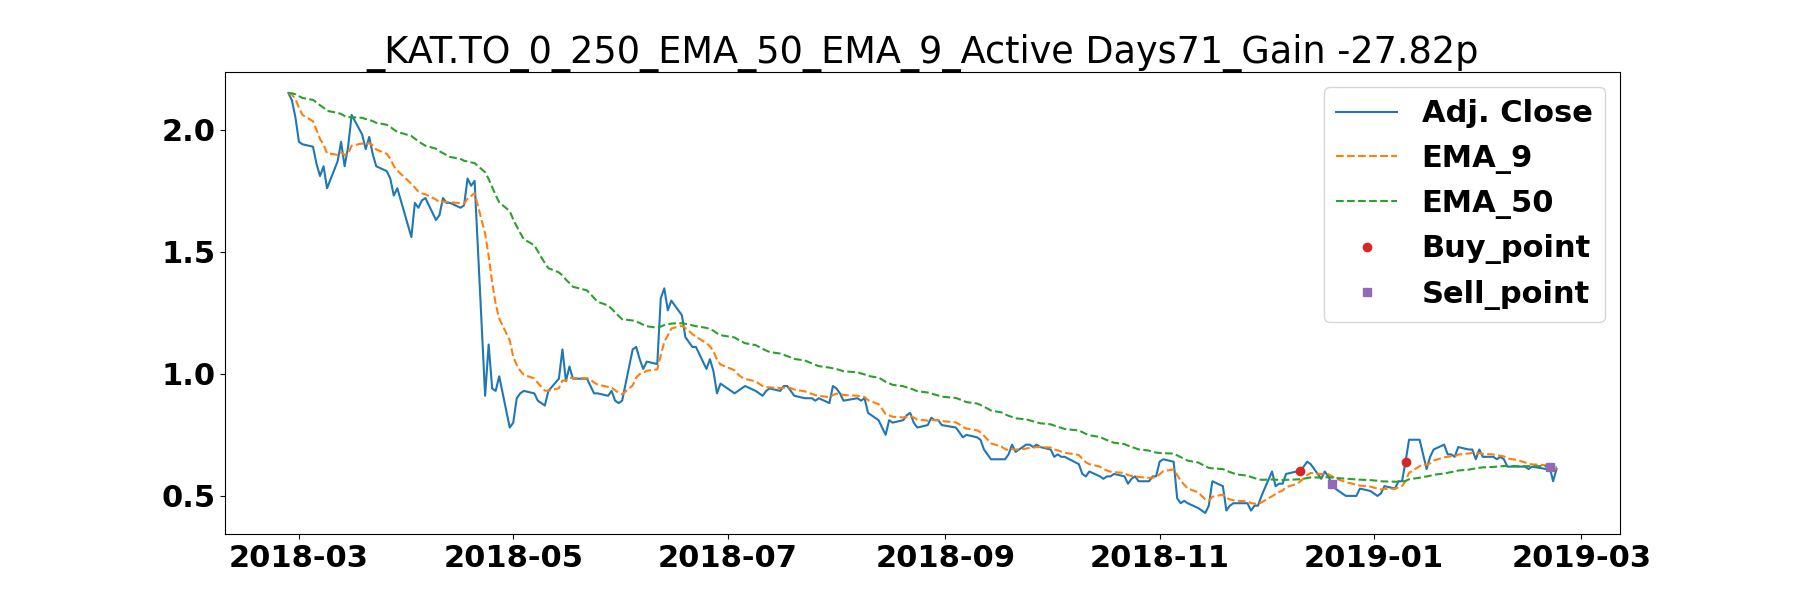 _KAT.TO_0_250_EMA_50_EMA_9_Active Days71_Gain -27.82p
Adj. Close
EMA_9
EMA_50
Buy_point
Sell_point
2.0
1.5
1.0
0.5
2018-03 2018-05 2018-07 2018-09 2018-11 2019-01 2019-03